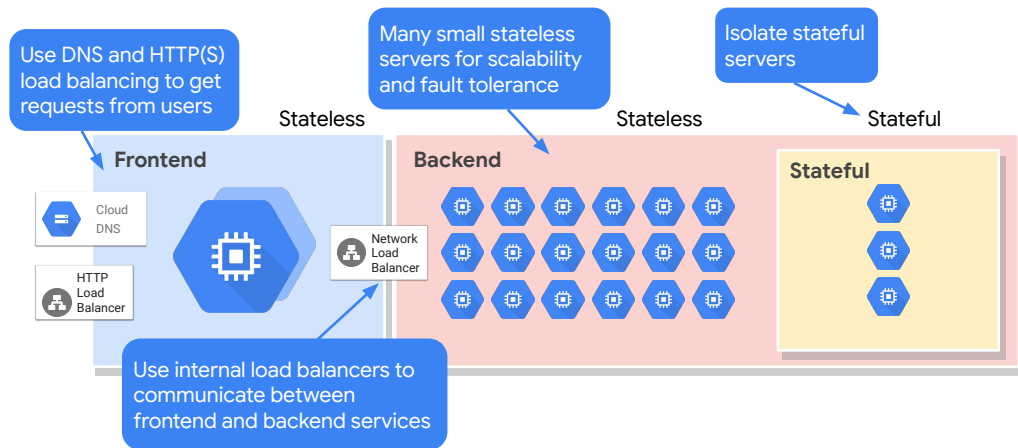 Use DNS and HTTP(S)
load balancing to get
requests from users
Many small stateless
servers for scalability
and fault tolerance
Isolate stateful
servers
Stateless
Stateless
Stateful
Frontend
Backend
Stateful
Cloud
DNS
HTTP
Load
Balancer
Network
Load
Balancer
Use internal load balancers to
communicate between
frontend and backend services